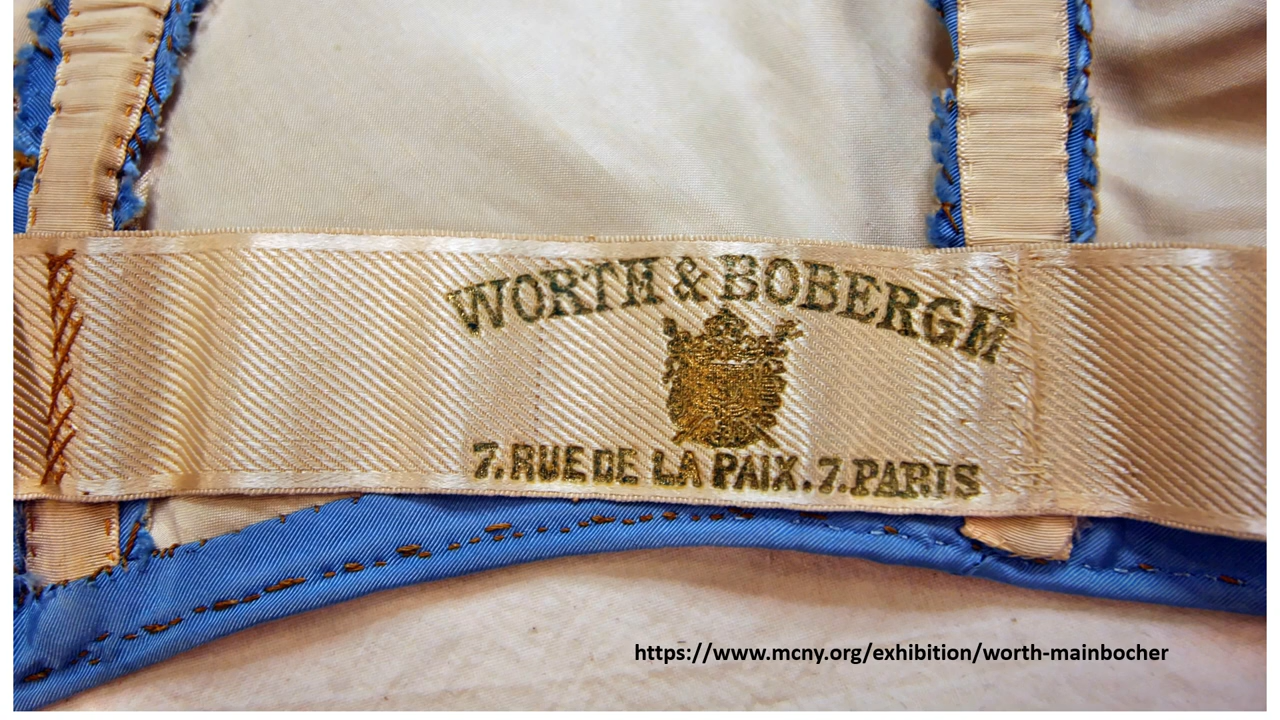 WORTH & BOBERGH
7. RUE DE LA PAIX. 7. PARIS
https://www.mcny.org/exhibition/worth-mainbocher